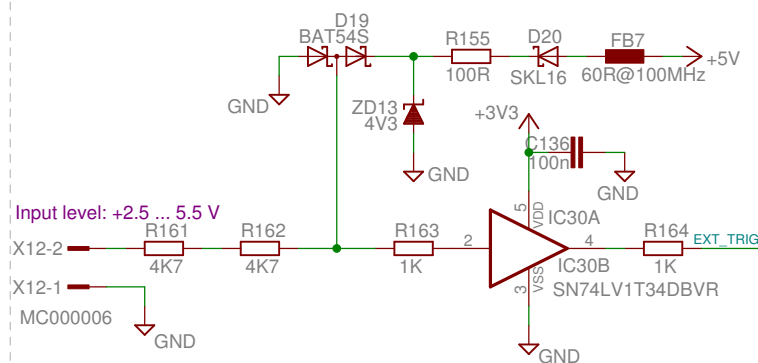 D19
BAT54S
GND
R155
100R
D20
SKL16
FB7
60R@100MHz
+5V
ZD13
4V3
GND
+3V3
C136
100n
GND
Input level: +2.5 ... 5.5 V
X12-2
R161
4K7
R162
4K7
R163
1K
2
5
VDD
IC30A
4
IC30B
3
VSS
SN74LV1T34DBVR
R164
1K
EXT_TRIG
X12-1
MC000006
GND
GND